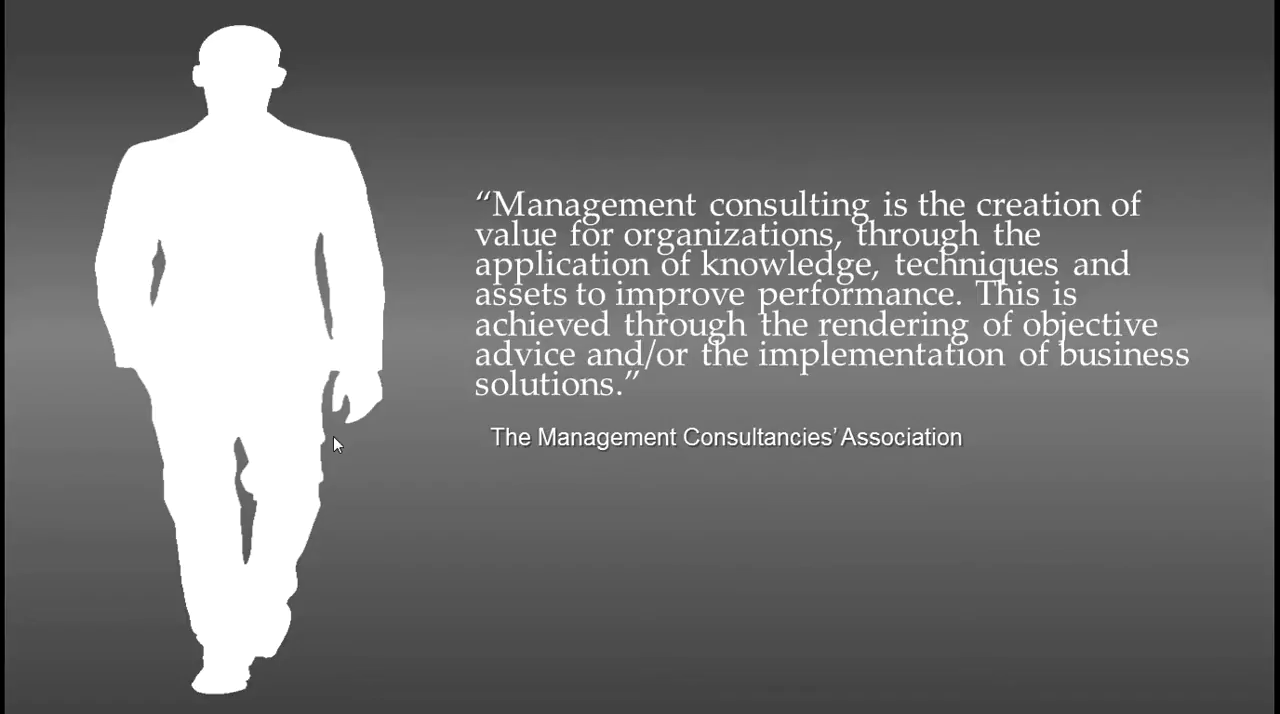 “Management consulting is the creation of
value for organizations, through the
application of knowledge, techniques and
assets to improve performance. This is
achieved through the rendering of objective
advice and/or the implementation of business
solutions.”
The Management Consultancies’ Association